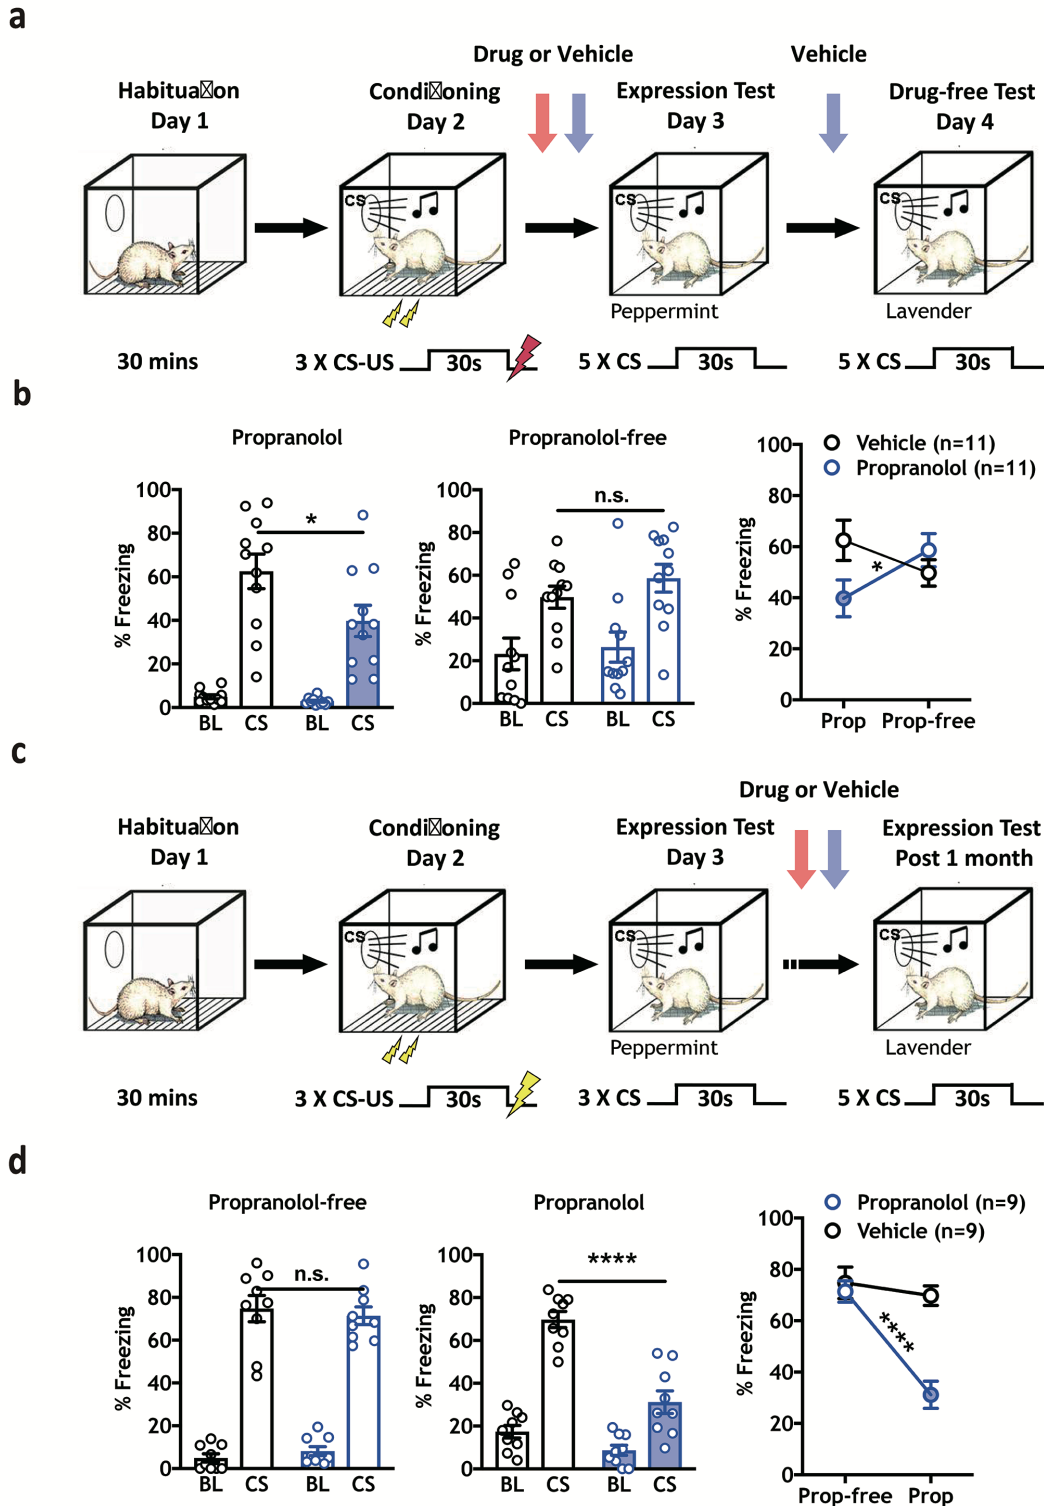 a
Drug or Vehicle
Vehicle
Habitua☒on
Day 1
Condi☒oning
Day 2
Expression Test
Day 3
Drug-free Test
Day 4
CS
CS
CS
Peppermint
Lavender
30 mins
3 X CS-US
30s
5 X CS
30s
5 X CS
30s
b
Propranolol
% Freezing
100
80
60
40
20
0
*
BL
CS
BL
CS
Propranolol-free
% Freezing
100
80
60
40
20
0
n.s.
BL
CS
BL
CS
% Freezing
100
80
60
40
20
0
Vehicle (n=11)
Propranolol (n=11)
*
Prop
Prop-free
c
Drug or Vehicle
Habitua☒on
Day 1
Condi☒oning
Day 2
Expression Test
Day 3
Expression Test
Post 1 month
CS
CS
CS
Peppermint
Lavender
30 mins
3 X CS-US
30s
3 X CS
30s
5 X CS
30s
d
Propranolol-free
% Freezing
100
80
60
40
20
0
n.s.
BL
CS
BL
CS
Propranolol
% Freezing
100
80
60
40
20
0
****
BL
CS
BL
CS
Propranolol (n=9)
Vehicle (n=9)
% Freezing
100
80
60
40
20
0
****
Prop-free
Prop